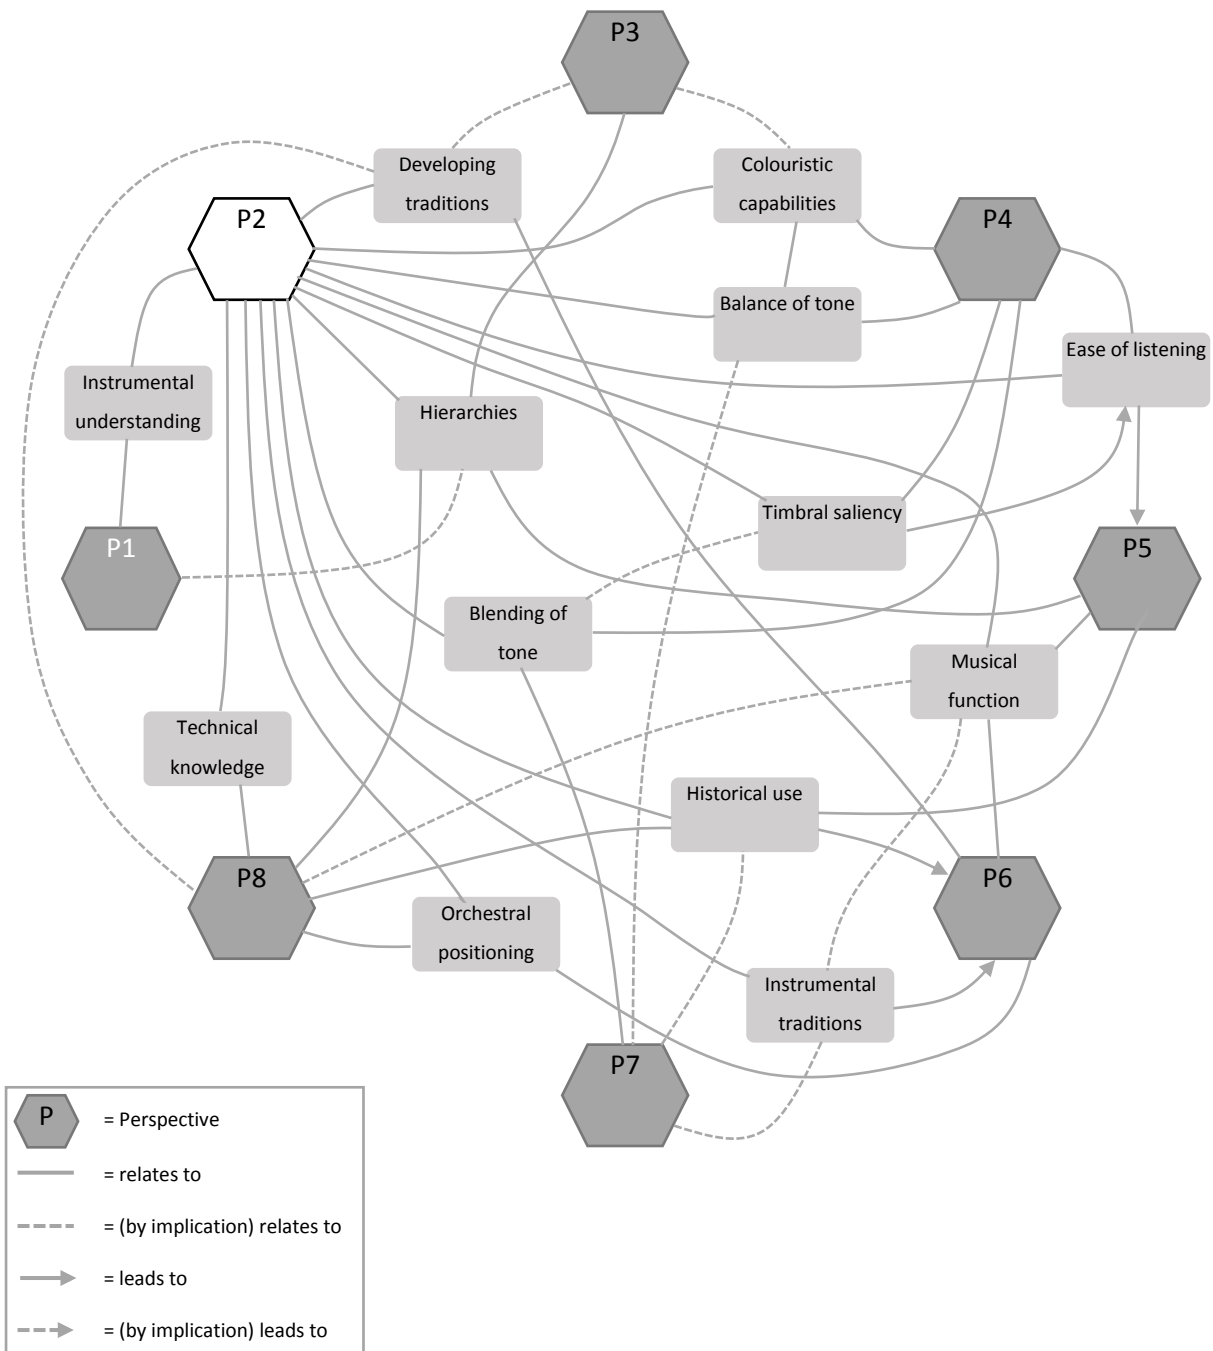 P3
Developing
traditions
Colouristic
capabilities
P2
P4
Balance of tone
Ease of listening
Instrumental
understanding
Hierarchies
Timbral saliency
P1
P5
Blending of
tone
Musical
function
Technical
knowledge
Historical use
P8
P6
Orchestral
positioning
Instrumental
traditions
P7
P
= Perspective
= relates to
= (by implication) relates to
= leads to
= (by implication) leads to